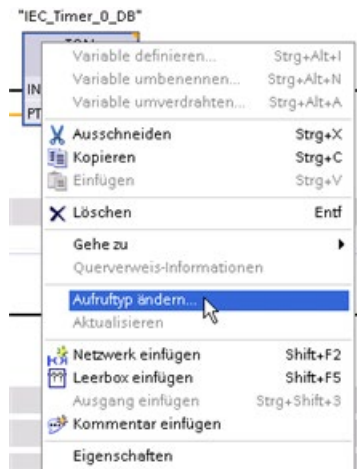 "IEC_Timer_0_DB"
TON
IN
PT
Variable definieren... Strg+Alt+I
Variable umbenennen... Strg+Alt+N
Variable umverdrahten... Strg+Alt+A
Ausschneiden Strg+X
Kopieren Strg+C
Einfügen Strg+V
Löschen Entf
Gehe zu
Querverweis-Informationen
Aufruftyp ändern...
Aktualisieren
Netzwerk einfügen Shift+F2
Leerbox einfügen Shift+F5
Ausgang einfügen Strg+Shift+3
Kommentar einfügen
Eigenschaften